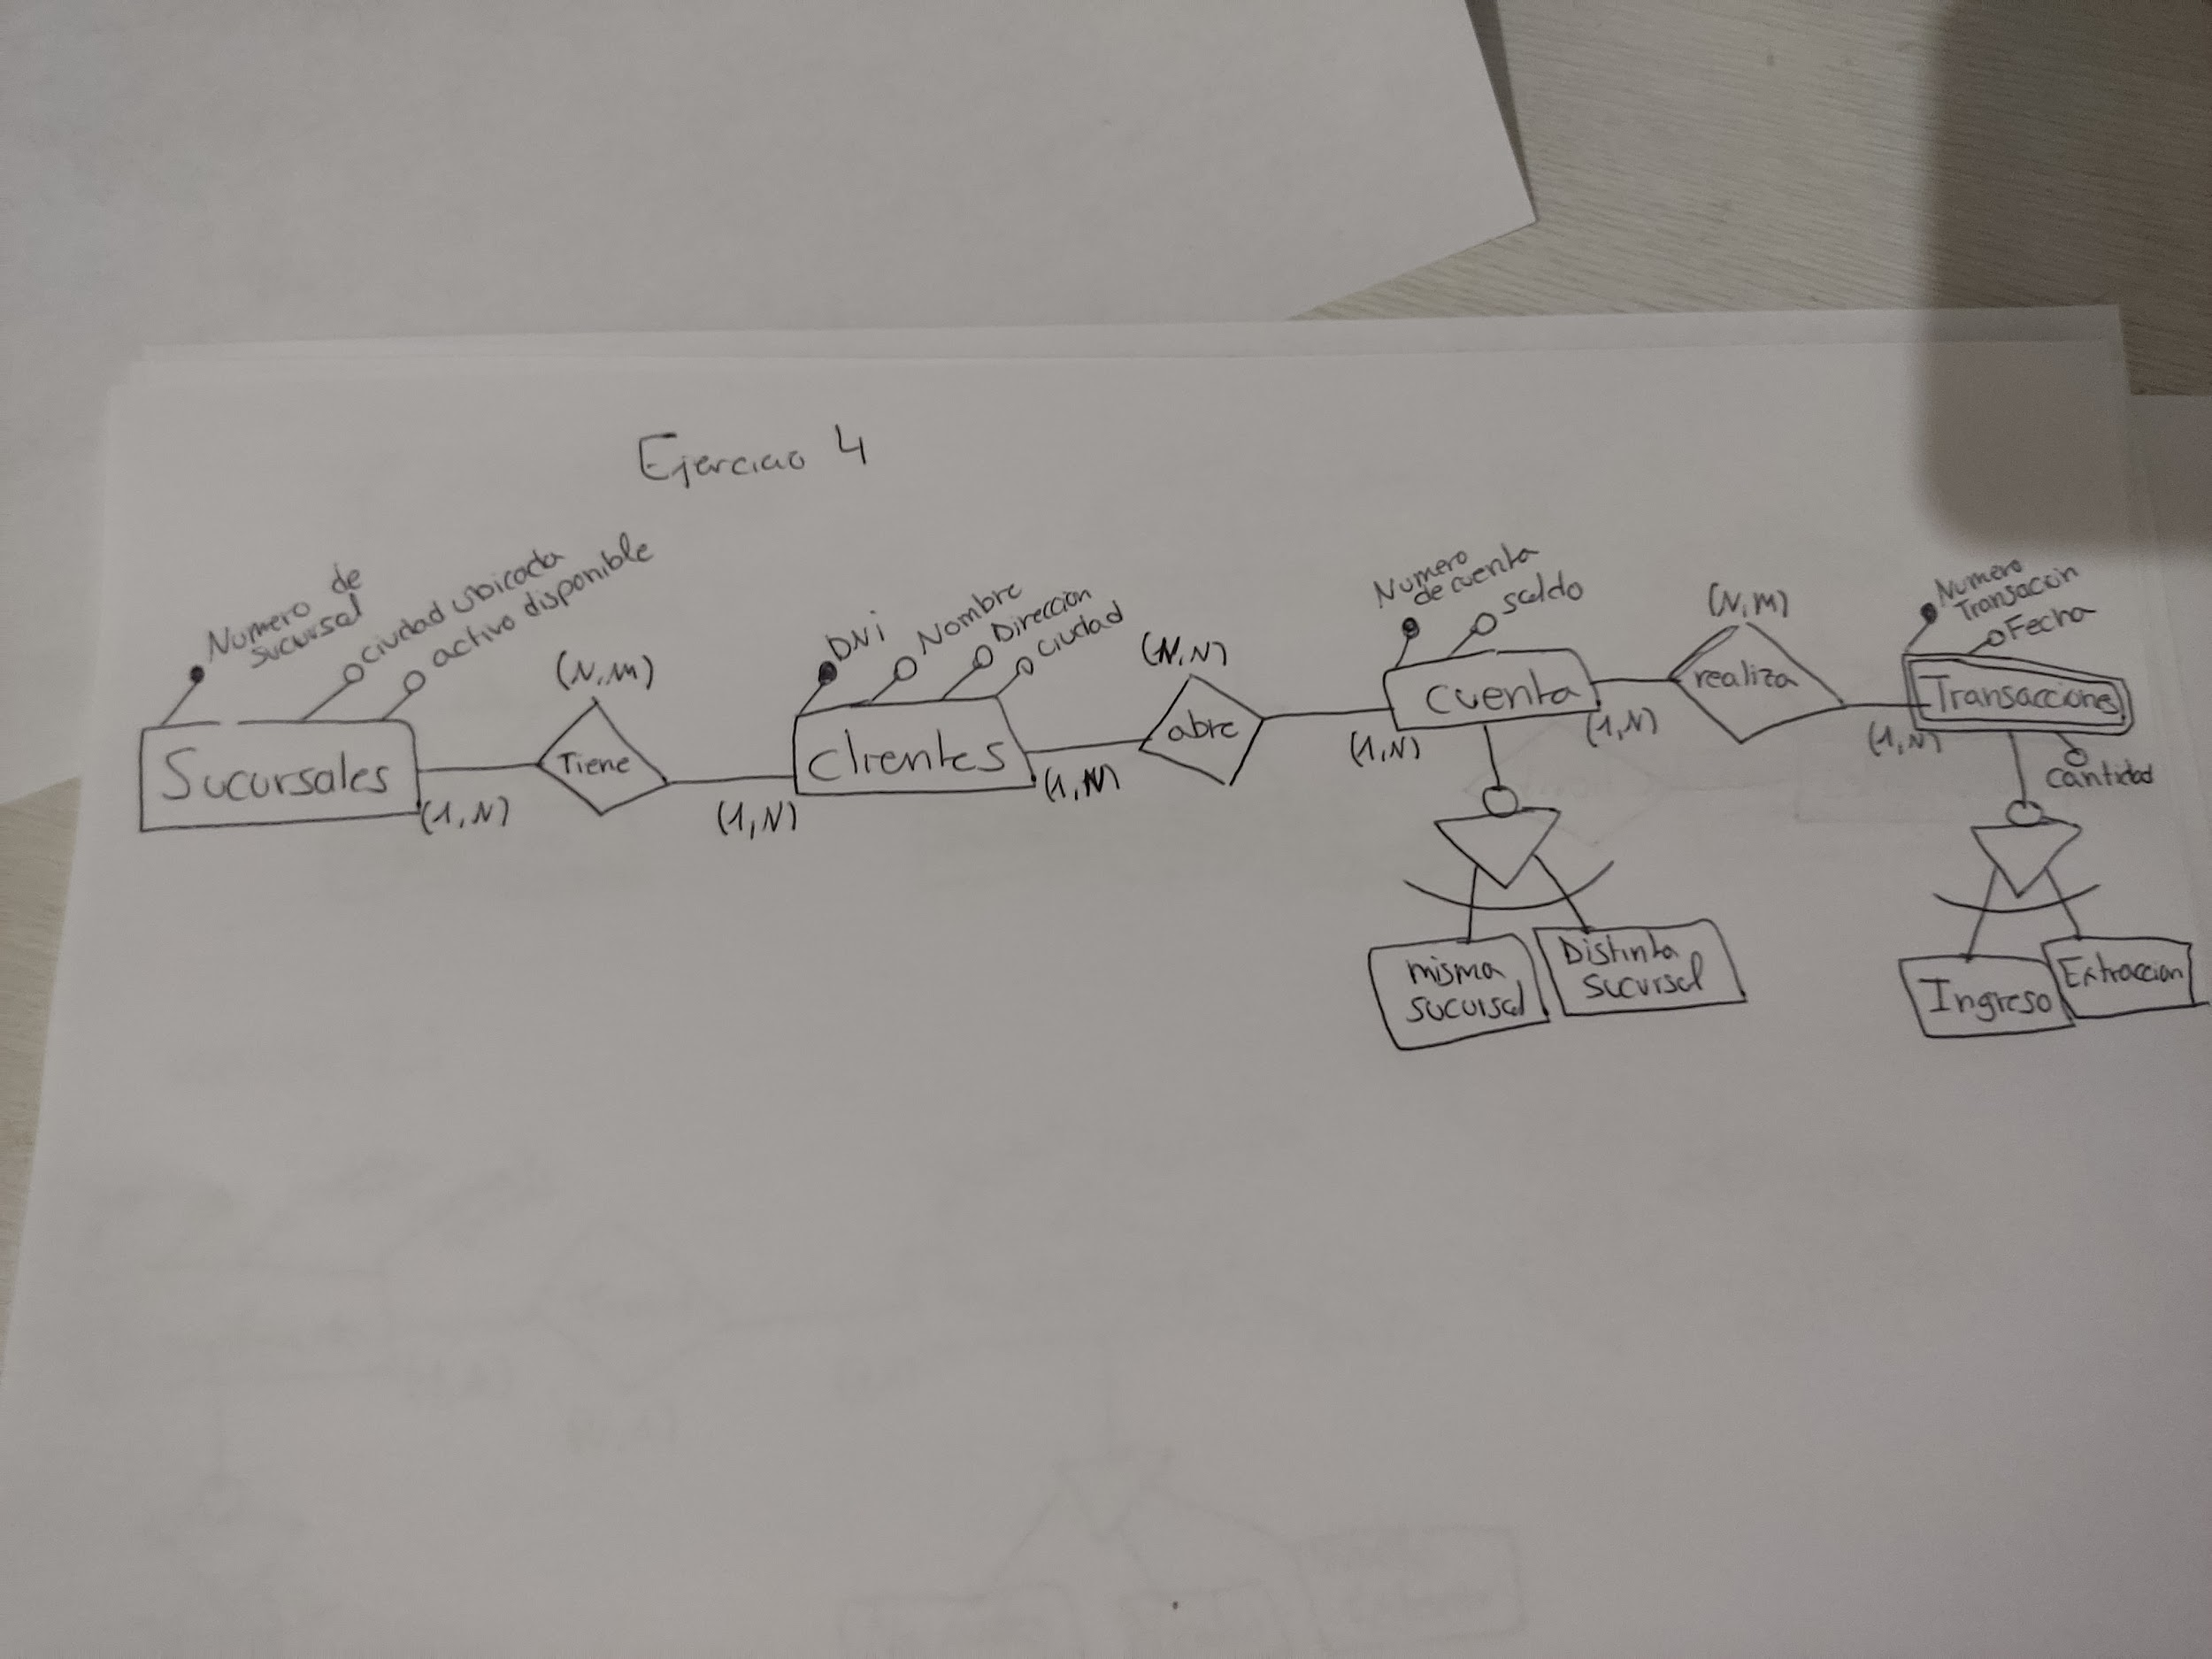 Ejercicio 4
Numero de
sucursal
ciudad ubicada
activo disponible
(N,M)
DNi
Nombre
Direccion
ciudad
(N,N)
Numero
de cuenta
saldo
(N,M)
Numero
Transacoin
Fecha
Sucursales
(1,N)
Tiene
(1,N)
clientes
(1,N)
abre
(1,N)
cuenta
(1,N)
realiza
(1,N)
Transacciones
cantidad
misma
sucursal
Distinta
sucursal
Ingreso
Extraccion